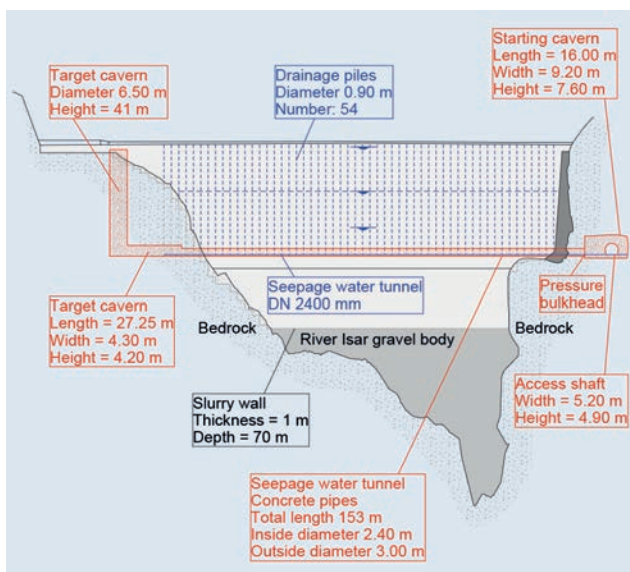 Starting cavern
Length = 16.00 m
Width = 9.20 m
Height = 7.60 m
Target cavern
Diameter 6.50 m
Height = 41 m
Drainage piles
Diameter 0.90 m
Number: 54
Seepage water tunnel
DN 2400 mm
Pressure
bulkhead
Target cavern
Length = 27.25 m
Width = 4.30 m
Height = 4.20 m
Bedrock
River Isar gravel body
Bedrock
Slurry wall
Thickness = 1 m
Depth = 70 m
Access shaft
Width = 5.20 m
Height = 4.90 m
Seepage water tunnel
Concrete pipes
Total length 153 m
Inside diameter 2.40 m
Outside diameter 3.00 m